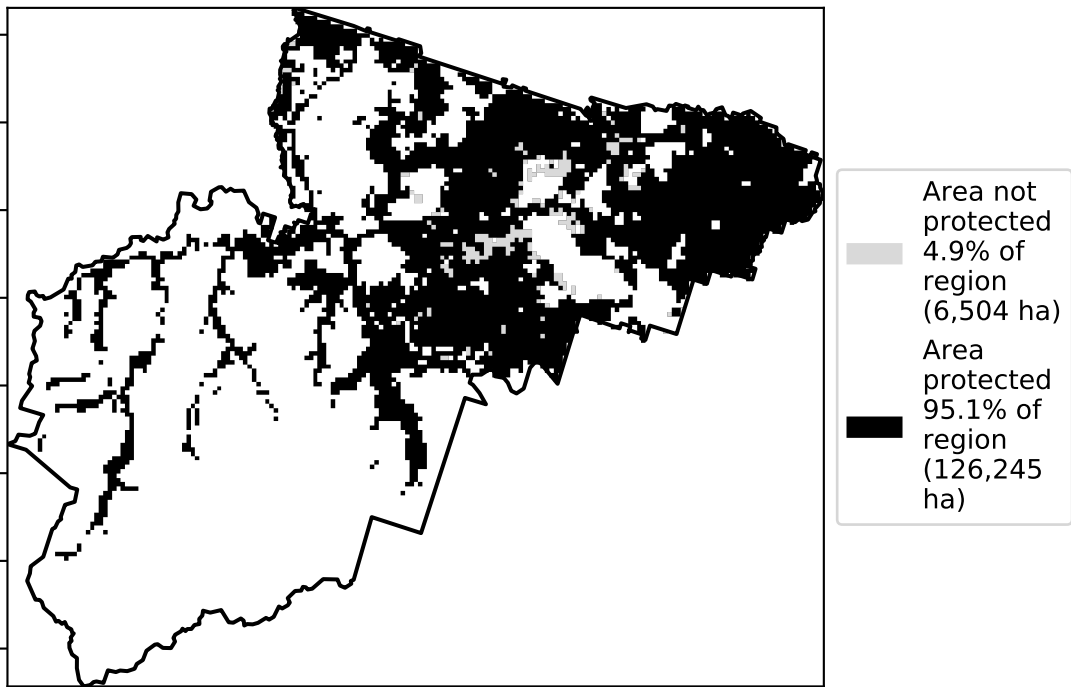 Area not
protected
4.9% of
region
(6,504 ha)
Area
protected
95.1% of
region
(126,245
ha)